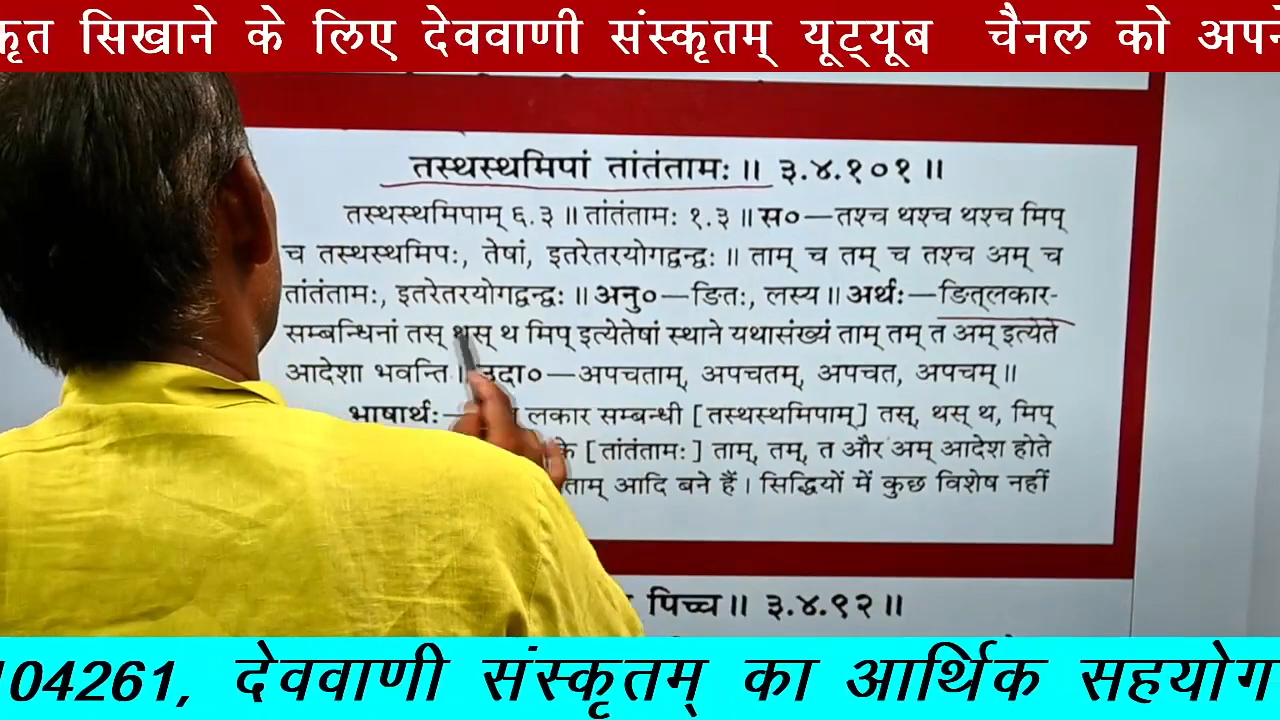 सिखाने के लिए देववाणी संस्कृतम् यूट्यूब चैनल को
तस्थस्थमिपां तांतंतामः॥ ३.४.१०१॥
तस्थस्थमिपाम् ६.३॥ तांतंतामः १.३॥ स०—तश्च थश्च थश्च मिप्
च तस्थस्थमिपः, तेषां, इतरेतरयोगद्वन्द्वः॥ ताम् च तम् च तश्च अम् च
तांतंतामः, इतरेतरयोगद्वन्द्वः॥ अनु०—ङितः, लस्य॥ अर्थः—ङित्लकार-
सम्बन्धिनां तस् थस् थ मिप् इत्येतेषां स्थाने यथासंख्यं ताम् तम् त अम् इत्येते
आदेशा भवन्ति॥ उदा०—अपचताम्, अपचतम्, अपचत, अपचम्॥
भाषार्थः— लकार सम्बन्धी [तस्थस्थमिपाम्] तस्, थस् थ, मिप्
के [तांतंतामः] ताम्, तम्, त और अम् आदेश होते
आदि बने हैं। सिद्धियों में कुछ विशेष नहीं
पिच्च॥ ३.४.९२॥
104261, देववाणी संस्कृतम् का आर्थिक सहयोग